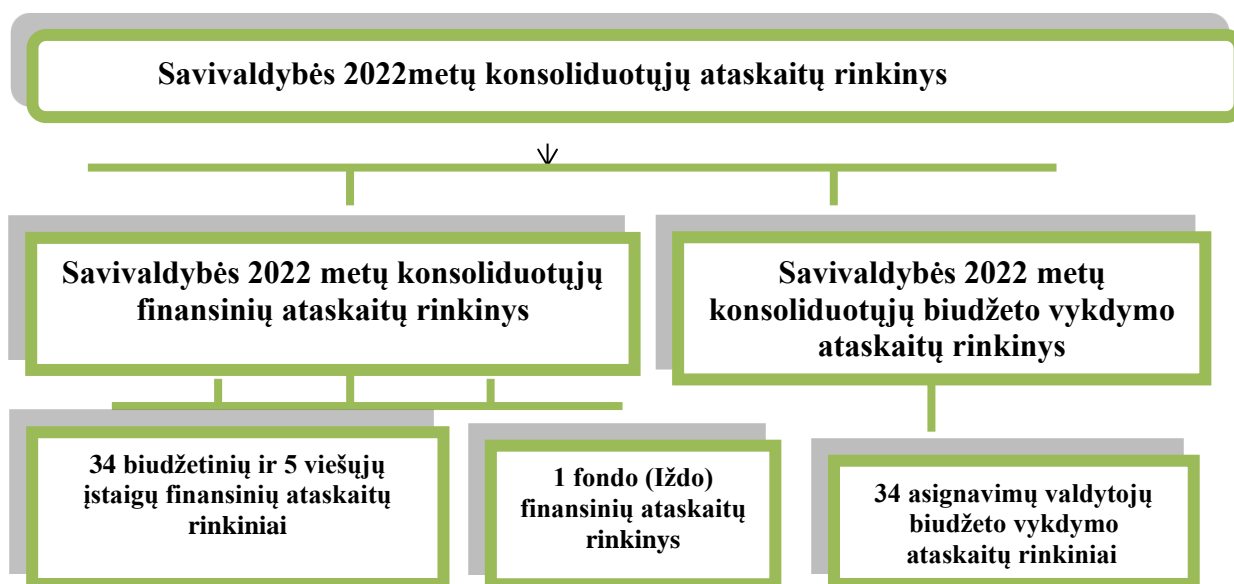 Savivaldybės 2022metų konsoliduotųjų ataskaitų rinkinys
Savivaldybės 2022 metų konsoliduotųjų
finansinių ataskaitų rinkinys
Savivaldybės 2022 metų
konsoliduotųjų biudžeto vykdymo
ataskaitų rinkinys
34 biudžetinių ir 5 viešųjų
įstaigų finansinių ataskaitų
rinkiniai
1 fondo (Iždo)
finansinių ataskaitų
rinkinys
34 asignavimų valdytojų
biudžeto vykdymo
ataskaitų rinkiniai